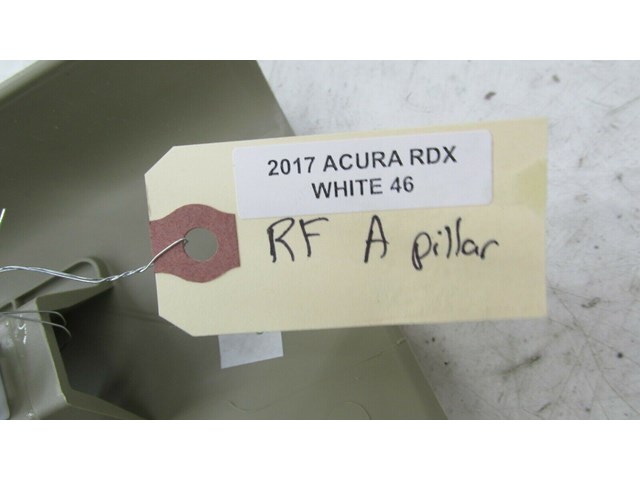 2017 ACURA RDX
WHITE 46
RF A pillar